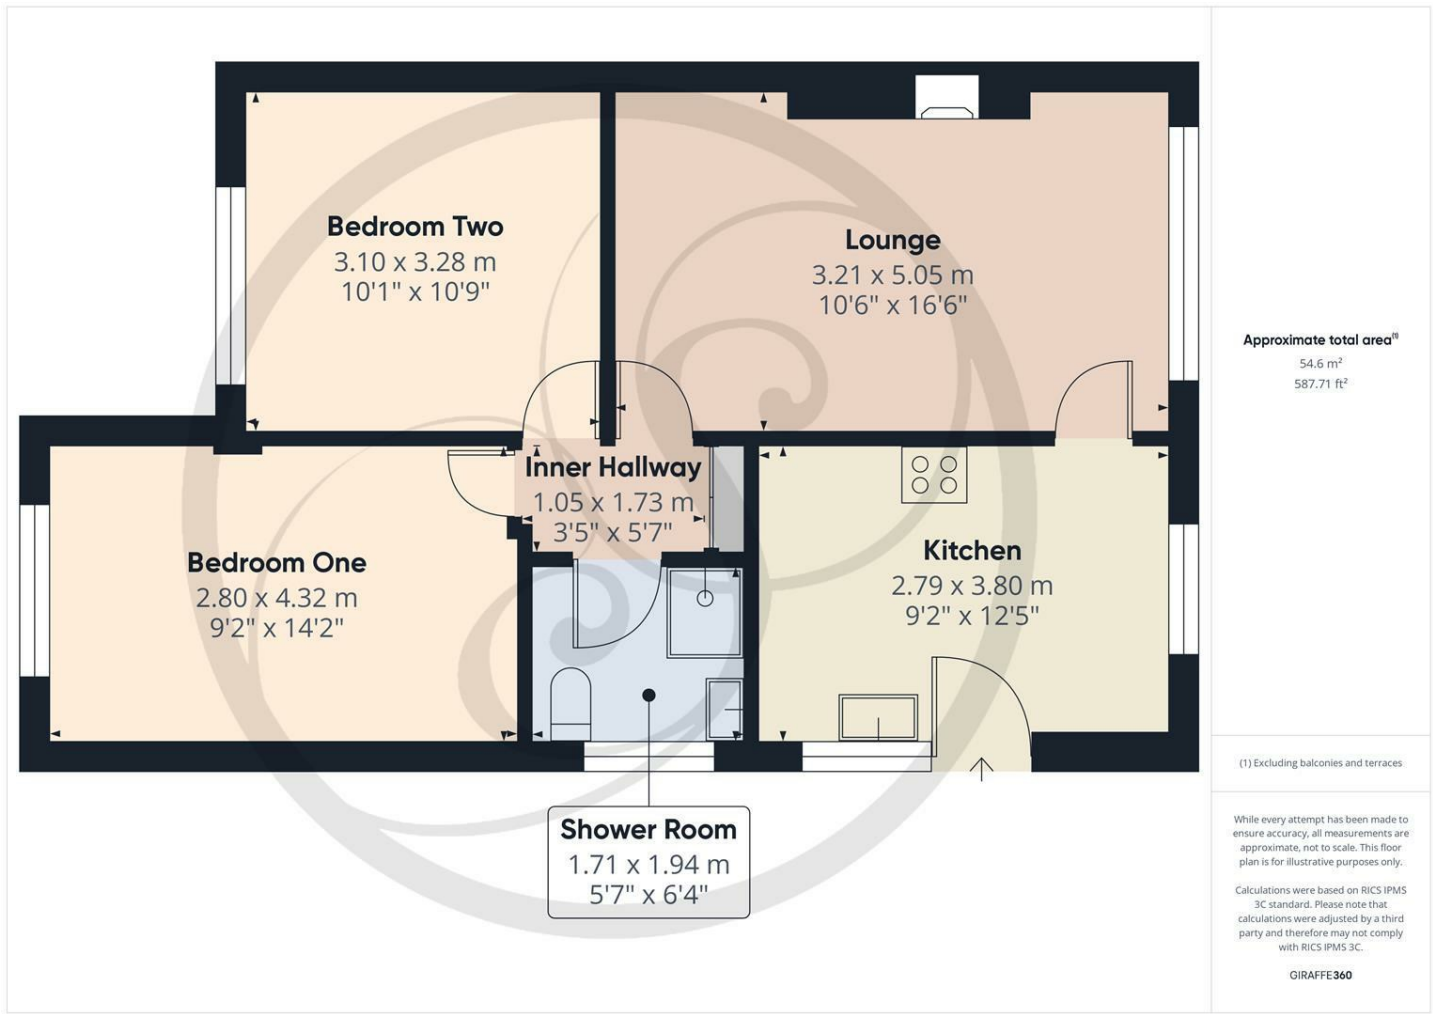 Bedroom Two
3.10 x 3.28 m
10'1" x 10'9"
Lounge
3.21 x 5.05 m
10'6" x 16'6"
Inner Hallway
1.05 x 1.73 m
3'5" x 5'7"
Bedroom One
2.80 x 4.32 m
9'2" x 14'2"
Kitchen
2.79 x 3.80 m
9'2" x 12'5"
Shower Room
1.71 x 1.94 m
5'7" x 6'4"
Approximate total area(1)
54.6 m²
587.71 ft²
(1) Excluding balconies and terraces
While every attempt has been made to
ensure accuracy, all measurements are
approximate, not to scale. This floor
plan is for illustrative purposes only.
Calculations were based on RICS IPMS
3C standard. Please note that
calculations were adjusted by a third
party and therefore may not comply
with RICS IPMS 3C.
GIRAFFE360